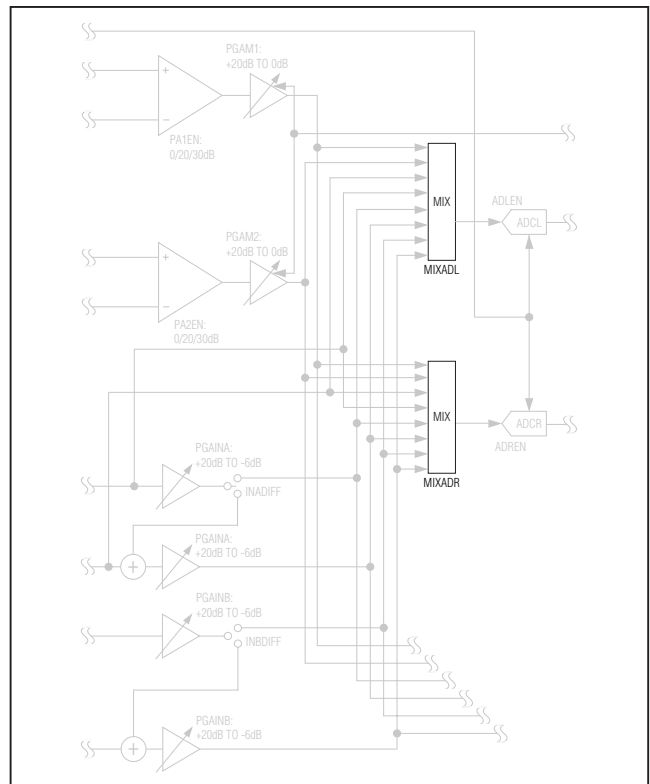 PGAM1:
+20dB TO 0dB
+
−
PA1EN:
0/20/30dB
MIX
MIXADL
ADLEN
ADCL
PGAM2:
+20dB TO 0dB
+
−
PA2EN:
0/20/30dB
MIX
MIXADR
ADCR
ADREN
PGAINA:
+20dB TO -6dB
INADIFF
PGAINA:
+20dB TO -6dB
+
PGAINB:
+20dB TO -6dB
INBDIFF
PGAINB:
+20dB TO -6dB
+